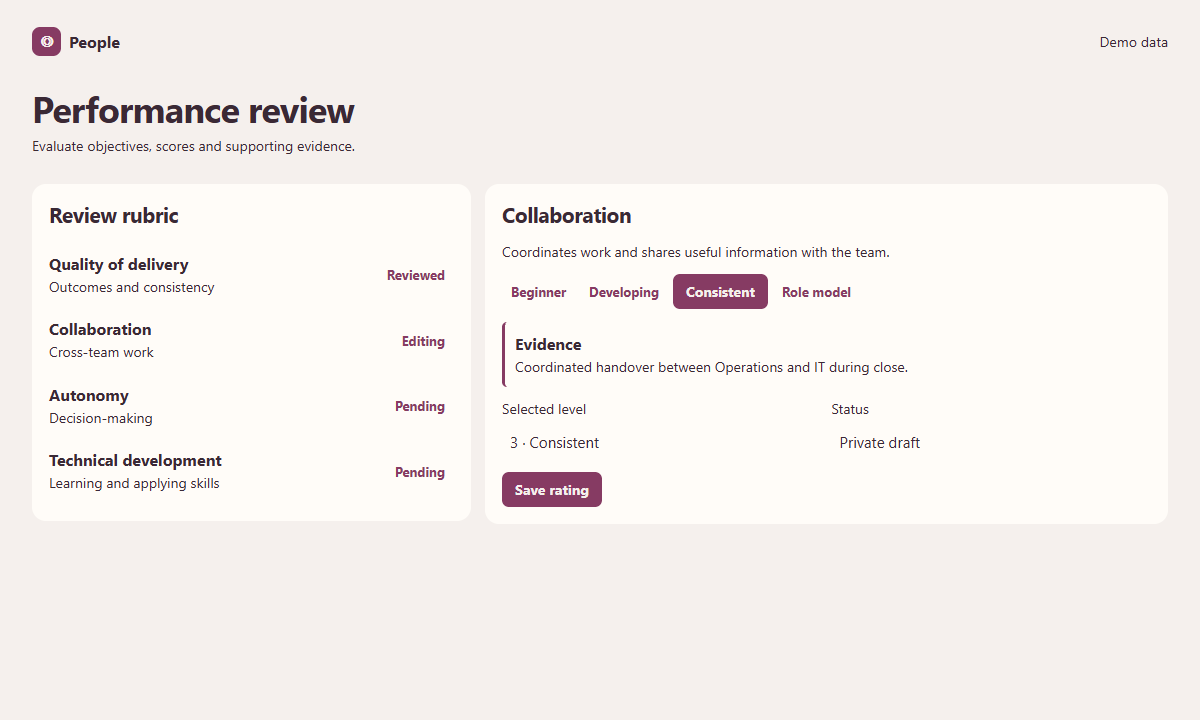 People
Demo data
Performance review
Evaluate objectives, scores and supporting evidence.
Review rubric
Quality of delivery
Outcomes and consistency
Reviewed
Collaboration
Cross-team work
Editing
Autonomy
Decision-making
Pending
Technical development
Learning and applying skills
Pending
Collaboration
Coordinates work and shares useful information with the team.
Beginner Developing Consistent Role model
Evidence
Coordinated handover between Operations and IT during close.
Selected level
3 · Consistent
Status
Private draft
Save rating